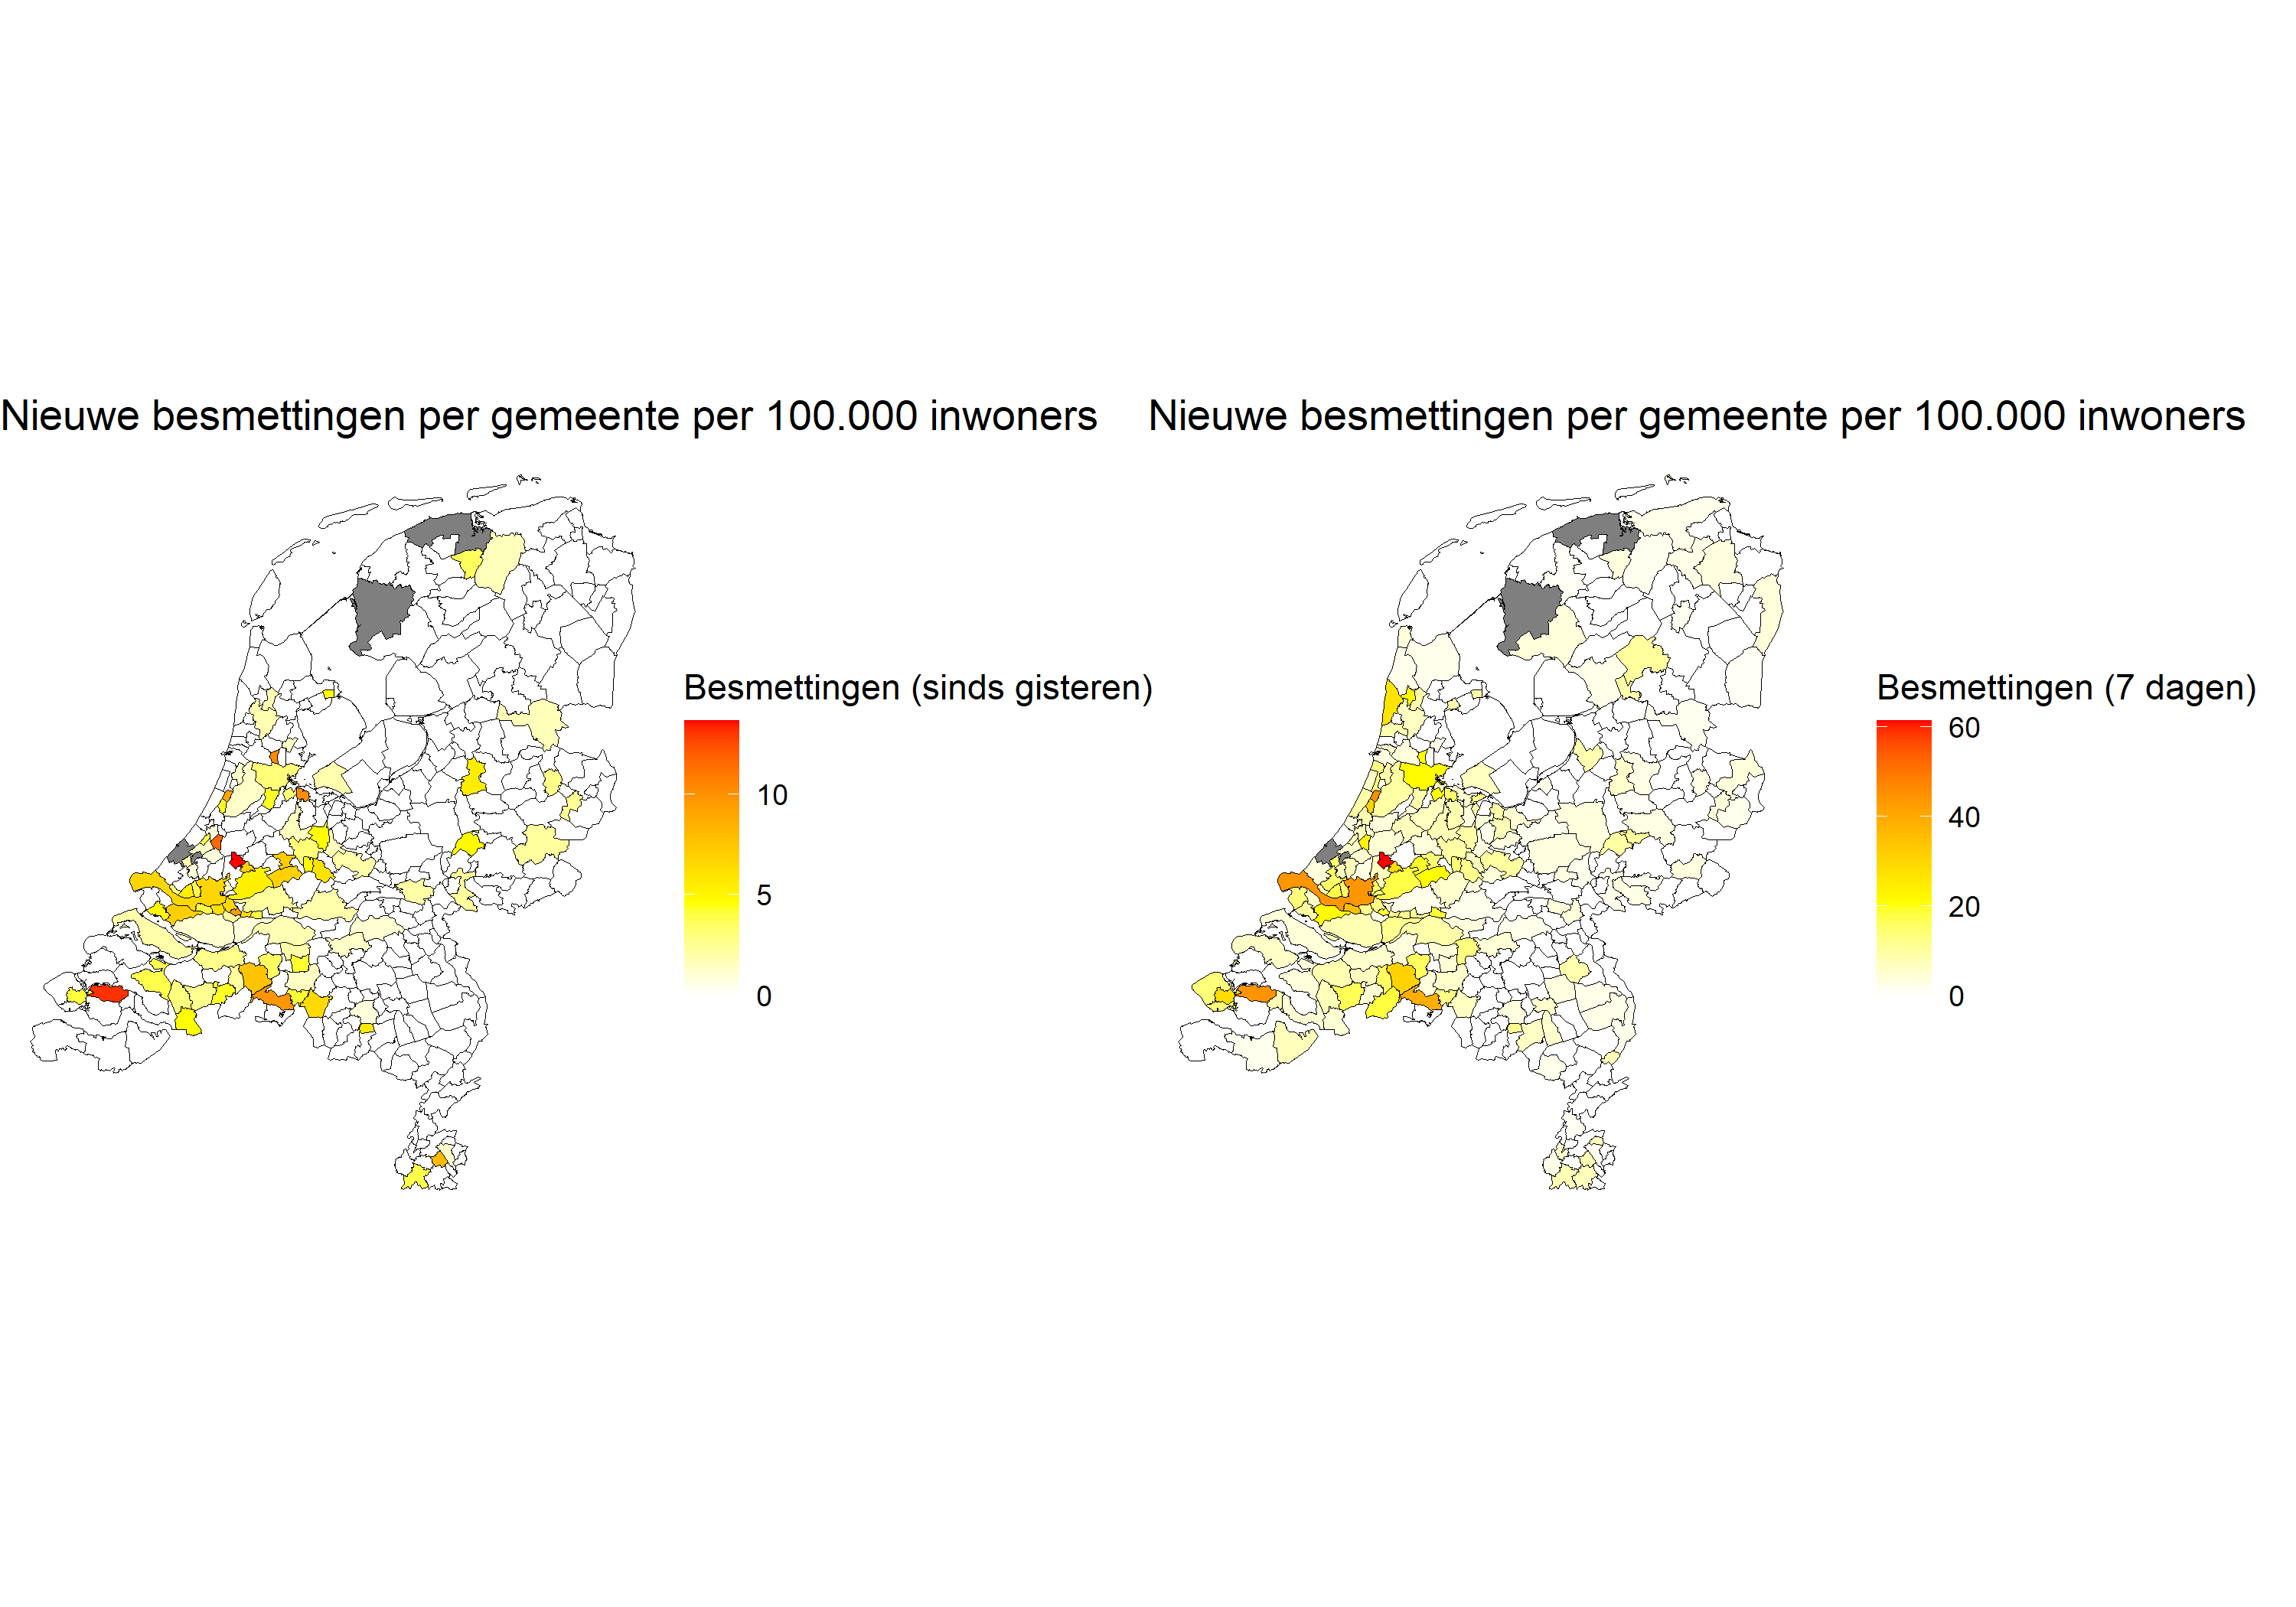 Nieuwe besmettingen per gemeente per 100.000 inwoners
Besmettingen (sinds gisteren)
10
5
0
Nieuwe besmettingen per gemeente per 100.000 inwoners
Besmettingen (7 dagen)
60
40
20
0